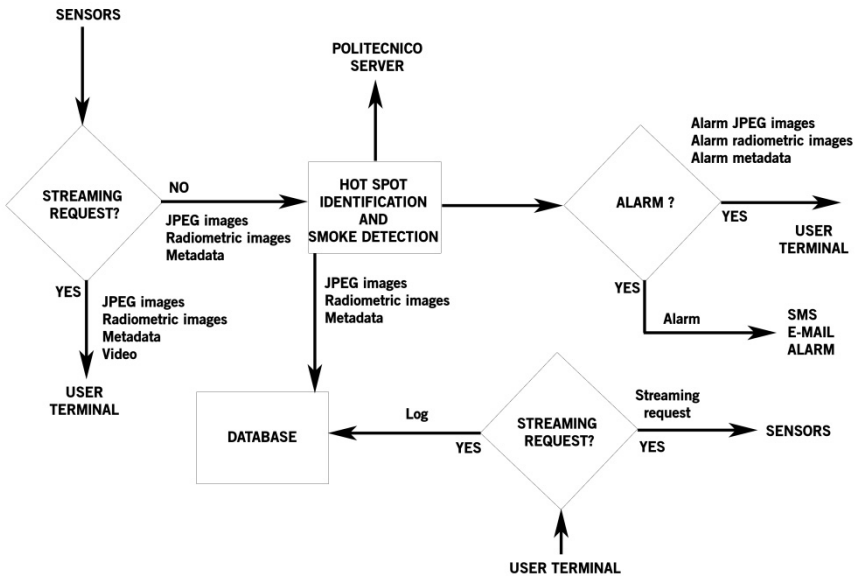 SENSORS
POLITECNICO
SERVER
STREAMING
REQUEST?
NO
JPEG images
Radiometric images
Metadata
YES
JPEG images
Radiometric images
Metadata
Video
USER
TERMINAL
HOT SPOT
IDENTIFICATION
AND
SMOKE DETECTION
JPEG images
Radiometric images
Metadata
ALARM ?
Alarm JPEG images
Alarm radiometric images
Alarm metadata
YES
USER
TERMINAL
YES
Alarm
SMS
E-MAIL
ALARM
DATABASE
Log
YES
STREAMING
REQUEST?
Streaming
request
YES
SENSORS
USER TERMINAL